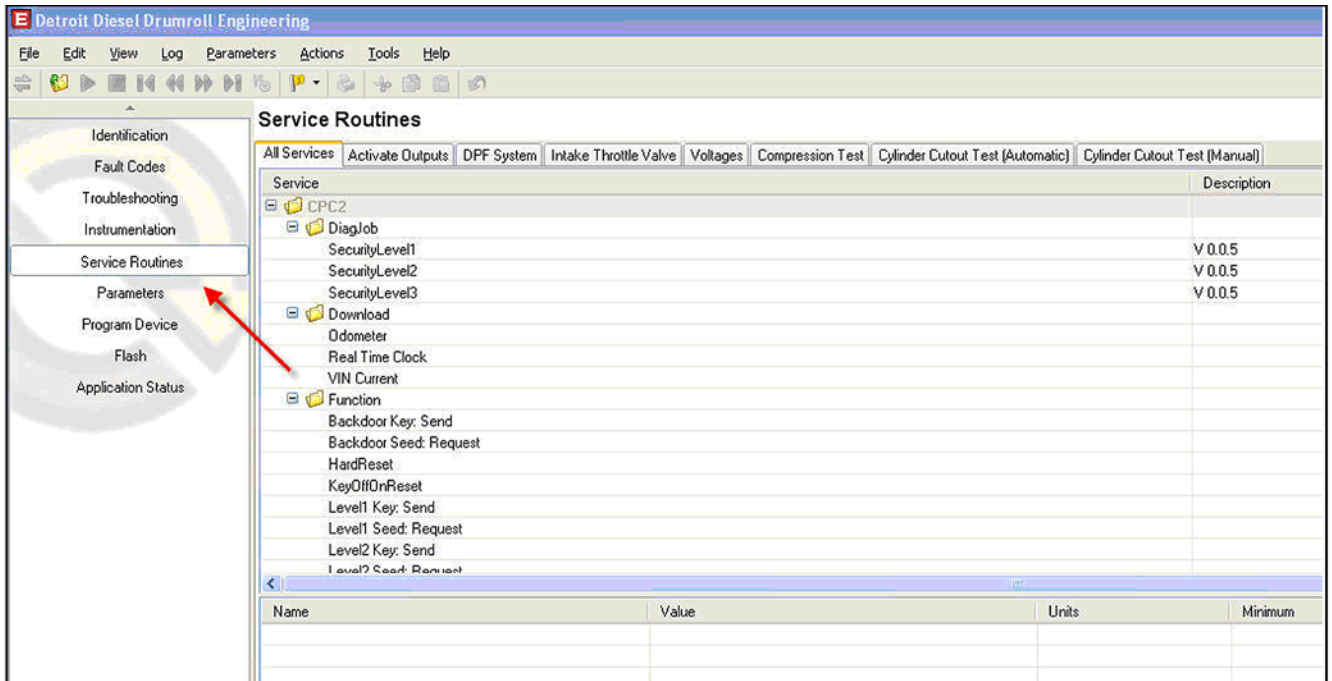 E Detroit Diesel Drumroll Engineering
File Edit View Log Parameters Actions Tools Help
Identification
Fault Codes
Troubleshooting
Instrumentation
Service Routines
Parameters
Program Device
Flash
Application Status
Service Routines
All Services Activate Outputs DPF System Intake Throttle Valve Voltages Compression Test Cylinder Cutout Test (Automatic) Cylinder Cutout Test (Manual)
Service Description
CPC2
DiagJob
SecurityLevel1 V 0.0.5
SecurityLevel2 V 0.0.5
SecurityLevel3 V 0.0.5
Download
Odometer
Real Time Clock
VIN Current
Function
Backdoor Key: Send
Backdoor Seed: Request
HardReset
KeyOffOnReset
Level1 Key: Send
Level1 Seed: Request
Level2 Key: Send
Level2 Seed: Request
Name Value Units Minimum